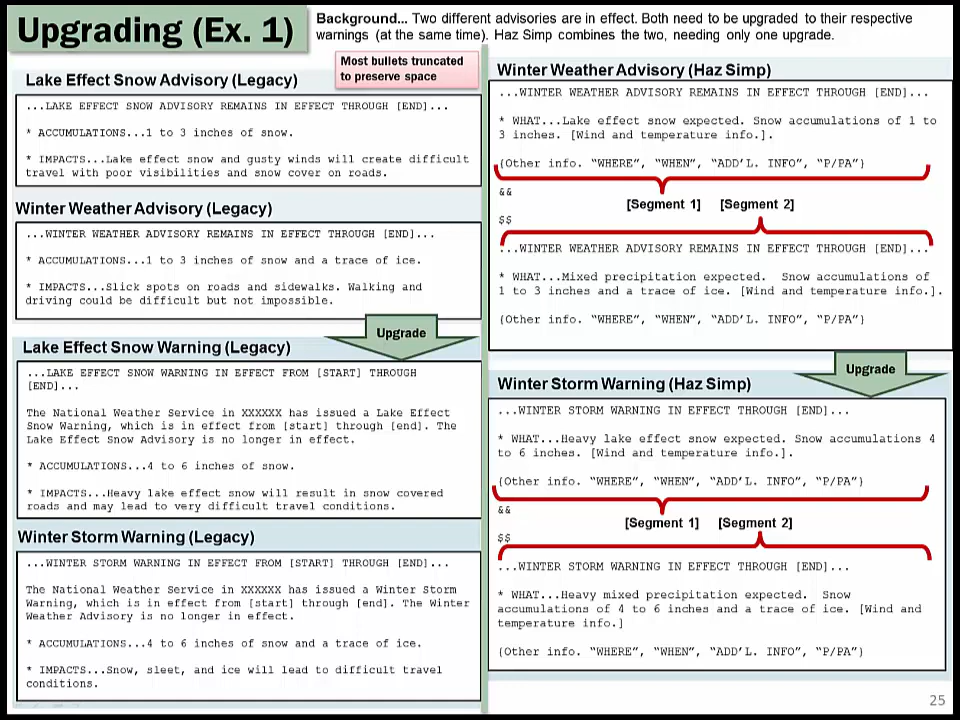 Upgrading (Ex. 1)
Background... Two different advisories are in effect. Both need to be upgraded to their respective
warnings (at the same time). Haz Simp combines the two, needing only one upgrade.
Most bullets truncated
to preserve space
Lake Effect Snow Advisory (Legacy)
...LAKE EFFECT SNOW ADVISORY REMAINS IN EFFECT THROUGH [END]...
* ACCUMULATIONS...1 to 3 inches of snow.
* IMPACTS...Lake effect snow and gusty winds will create difficult
travel with poor visibilities and snow cover on roads.
Winter Weather Advisory (Legacy)
...WINTER WEATHER ADVISORY REMAINS IN EFFECT THROUGH [END]...
* ACCUMULATIONS...1 to 3 inches of snow and a trace of ice.
* IMPACTS...Slick spots on roads and sidewalks. Walking and
driving could be difficult but not impossible.
Upgrade
Lake Effect Snow Warning (Legacy)
...LAKE EFFECT SNOW WARNING IN EFFECT FROM [START] THROUGH
[END]...
The National Weather Service in XXXXXX has issued a Lake Effect
Snow Warning, which is in effect from [start] through [end]. The
Lake Effect Snow Advisory is no longer in effect.
* ACCUMULATIONS...4 to 6 inches of snow.
* IMPACTS...Heavy lake effect snow will result in snow covered
roads and may lead to very difficult travel conditions.
Winter Storm Warning (Legacy)
...WINTER STORM WARNING IN EFFECT FROM [START] THROUGH [END]...
The National Weather Service in XXXXXX has issued a Winter Storm
Warning, which is in effect from [start] through [end]. The Winter
Weather Advisory is no longer in effect.
* ACCUMULATIONS...4 to 6 inches of snow and a trace of ice.
* IMPACTS...Snow, sleet, and ice will lead to difficult travel
conditions.
Winter Weather Advisory (Haz Simp)
...WINTER WEATHER ADVISORY REMAINS IN EFFECT THROUGH [END]...
* WHAT...Lake effect snow expected. Snow accumulations of 1 to
3 inches. [Wind and temperature info.].
{Other info. “WHERE”, “WHEN”, “ADD’L. INFO”, “P/PA”}
&&
[Segment 1] [Segment 2]
$$
...WINTER WEATHER ADVISORY REMAINS IN EFFECT THROUGH [END]...
* WHAT...Mixed precipitation expected. Snow accumulations of
1 to 3 inches and a trace of ice. [Wind and temperature info.].
{Other info. “WHERE”, “WHEN”, “ADD’L. INFO”, “P/PA”}
Upgrade
Winter Storm Warning (Haz Simp)
...WINTER STORM WARNING IN EFFECT THROUGH [END]...
* WHAT...Heavy lake effect snow expected. Snow accumulations 4
to 6 inches. [Wind and temperature info.].
{Other info. “WHERE”, “WHEN”, “ADD’L. INFO”, “P/PA”}
&&
[Segment 1] [Segment 2]
$$
...WINTER STORM WARNING IN EFFECT THROUGH [END]...
* WHAT...Heavy mixed precipitation expected. Snow
accumulations of 4 to 6 inches and a trace of ice. [Wind and
temperature info.]
{Other info. “WHERE”, “WHEN”, “ADD’L. INFO”, “P/PA”}
25